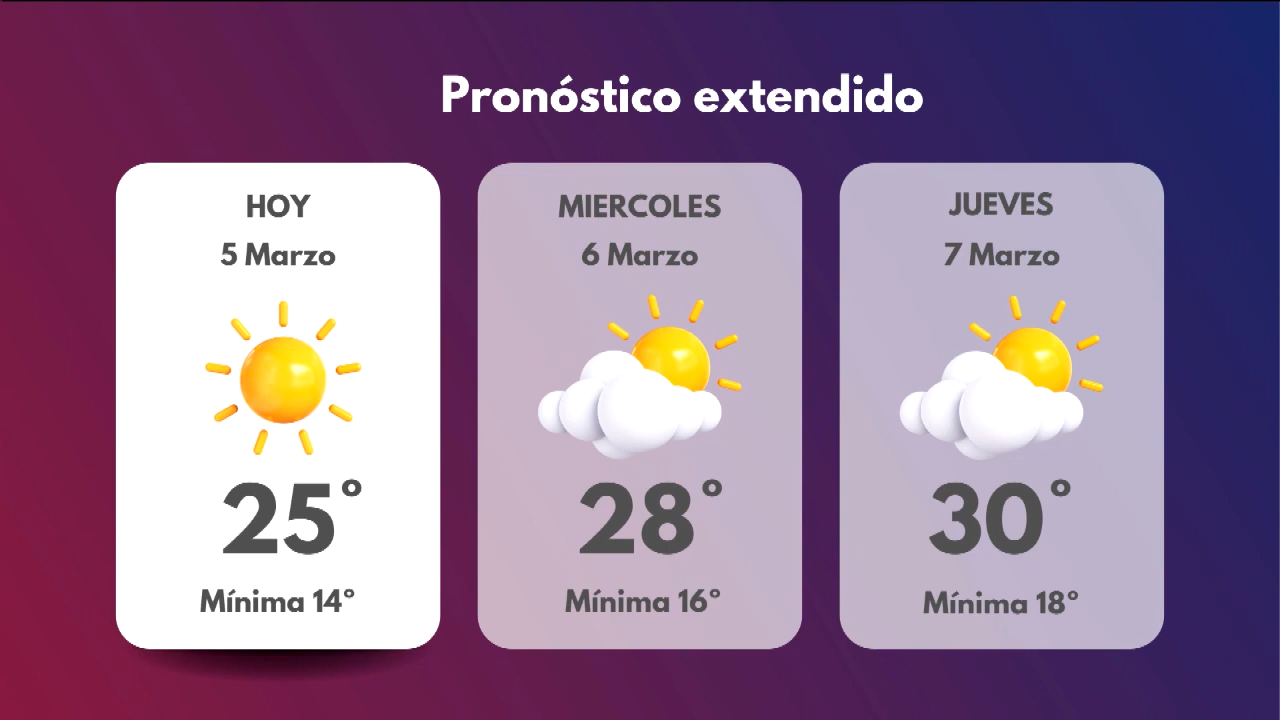 Pronóstico extendido
HOY
5 Marzo
25°
Mínima 14°
MIERCOLES
6 Marzo
28°
Mínima 16°
JUEVES
7 Marzo
30°
Mínima 18°